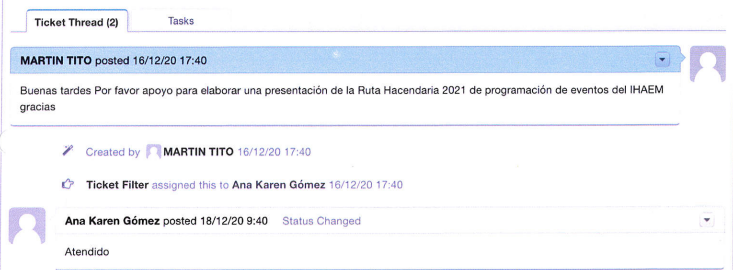 Ticket Thread (2) Tasks
MARTIN TITO posted 16/12/20 17:40
Buenas tardes Por favor apoyo para elaborar una presentación de la Ruta Hacendaria 2021 de programación de eventos del IHAEM
gracias
Created by MARTIN TITO 16/12/20 17:40
Ticket Filter assigned this to Ana Karen Gómez 16/12/20 17:40
Ana Karen Gómez posted 18/12/20 9:40 Status Changed
Atendido